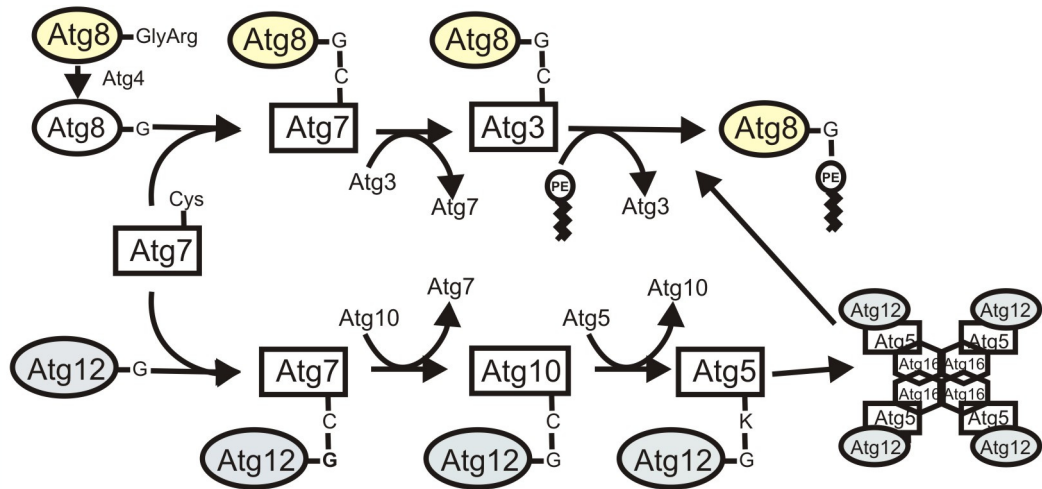 Atg8 GlyArg
Atg4
Atg8 G
Atg8 G
C
Atg7
Atg3
Atg7
Atg8 G
C
Atg3
PE
Atg3
Atg8 G
PE
Cys
Atg7
Atg12 G
Atg7
C
Atg12 G
Atg10
Atg7
Atg10
C
Atg12 G
Atg5
Atg10
Atg5
K
Atg12 G
Atg12 Atg12
Atg5 Atg5
Atg16 Atg16
Atg16 Atg16
Atg5 Atg5
Atg12 Atg12